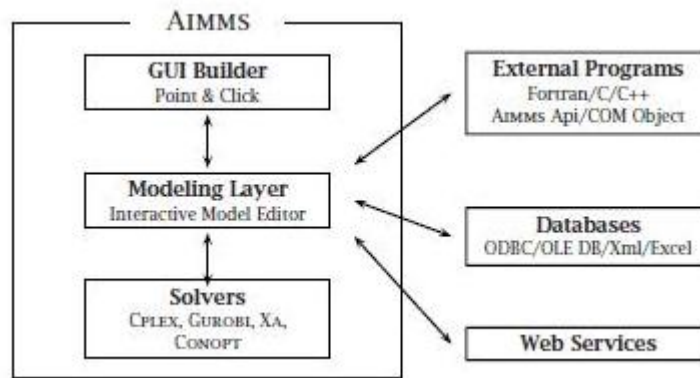 AIMMS
GUI Builder
Point & Click
Modeling Layer
Interactive Model Editor
Solvers
CPLEX, GUROBI, XA,
CONOPT
External Programs
Fortran/C/C++
AIMMS Api/COM Object
Databases
ODBC/OLE DB/Xml/Excel
Web Services